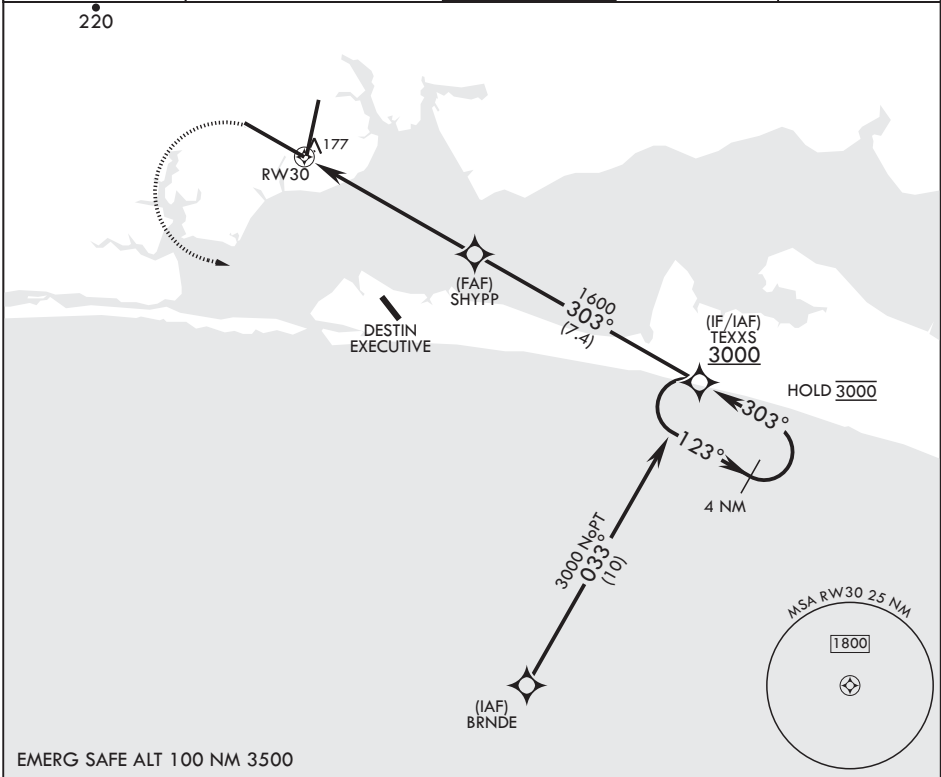 220
177
RW30
(FAF)
SHYPP
DESTIN
EXECUTIVE
1600
303°
(7.4)
(IF/IAF)
TEXXS
3000
HOLD 3000
303°
123°
4 NM
3000 NoPT
033°
(10)
(IAF)
BRNDE
MSA RW30 25 NM
1800
EMERG SAFE ALT 100 NM 3500